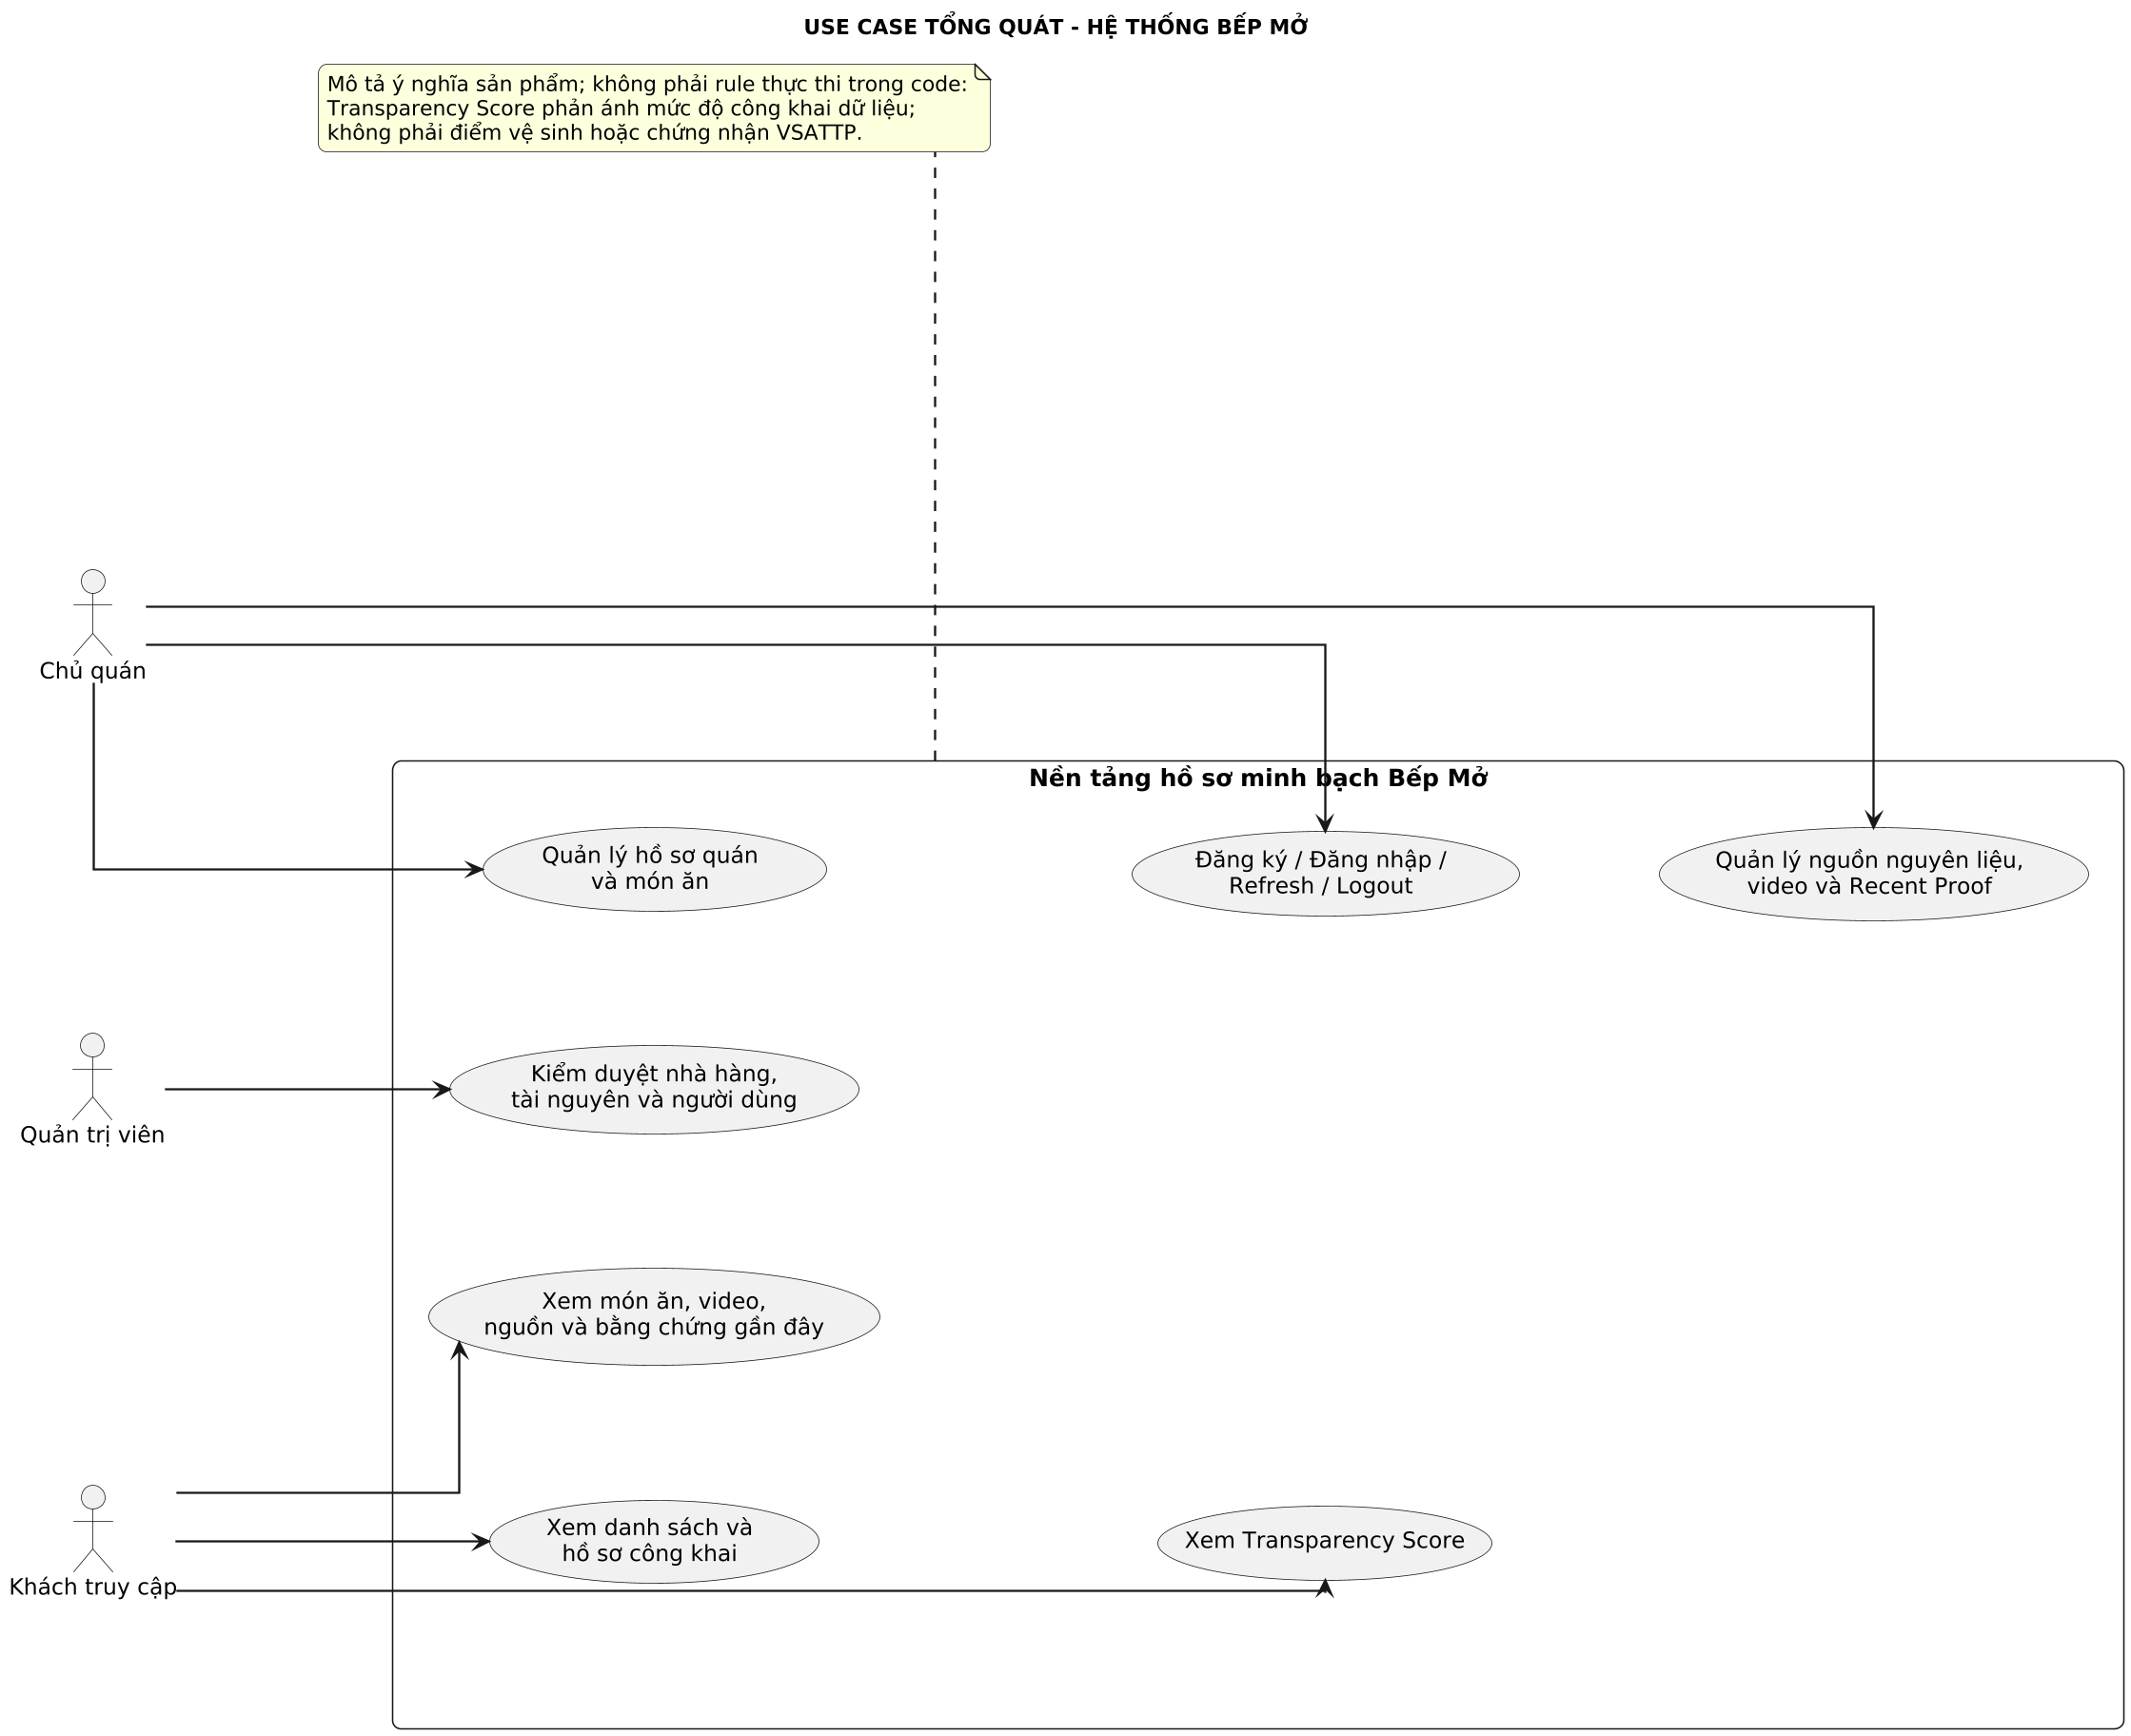 USE CASE TỔNG QUÁT - HỆ THỐNG BẾP MỞ
Mô tả ý nghĩa sản phẩm; không phải rule thực thi trong code:
Transparency Score phản ánh mức độ công khai dữ liệu;
không phải điểm vệ sinh hoặc chứng nhận VSATTP.
Chủ quán
Nền tảng hồ sơ minh bạch Bếp Mở
Quản lý hồ sơ quán
và món ăn
Đăng ký / Đăng nhập /
Refresh / Logout
Quản lý nguồn nguyên liệu,
video và Recent Proof
Quản trị viên
Kiểm duyệt nhà hàng,
tài nguyên và người dùng
Xem món ăn, video,
nguồn và bằng chứng gần đây
Khách truy cập
Xem danh sách và
hồ sơ công khai
Xem Transparency Score